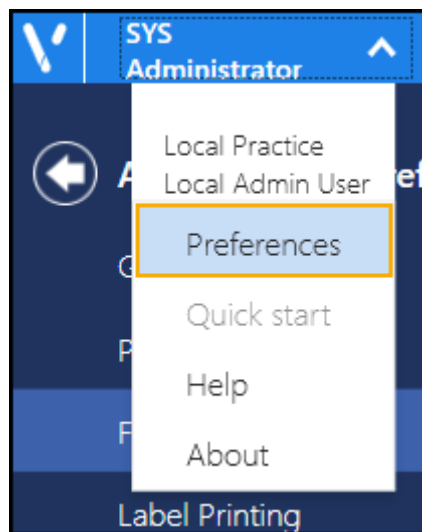 SYS
Administrator
Local Practice
Local Admin User
Preferences
Quick start
Help
About
Label Printing